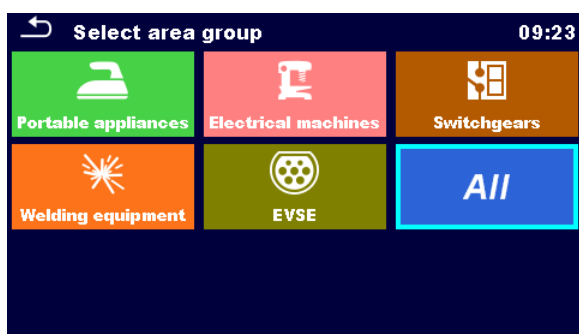 Select area group 09:23
Portable appliances
Electrical machines
Switchgears
Welding equipment
EVSE
All